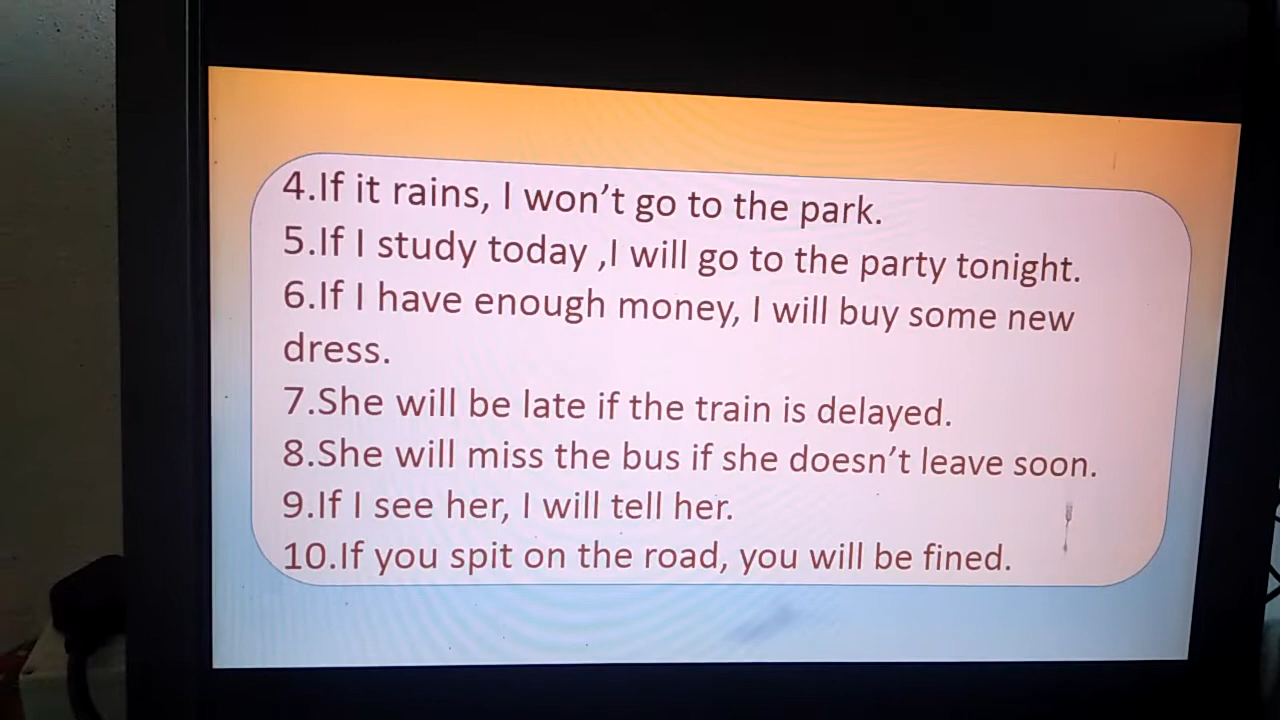 4.If it rains, I won’t go to the park.
5.If I study today ,I will go to the party tonight.
6.If I have enough money, I will buy some new
dress.
7.She will be late if the train is delayed.
8.She will miss the bus if she doesn’t leave soon.
9.If I see her, I will tell her.
10.If you spit on the road, you will be fined.